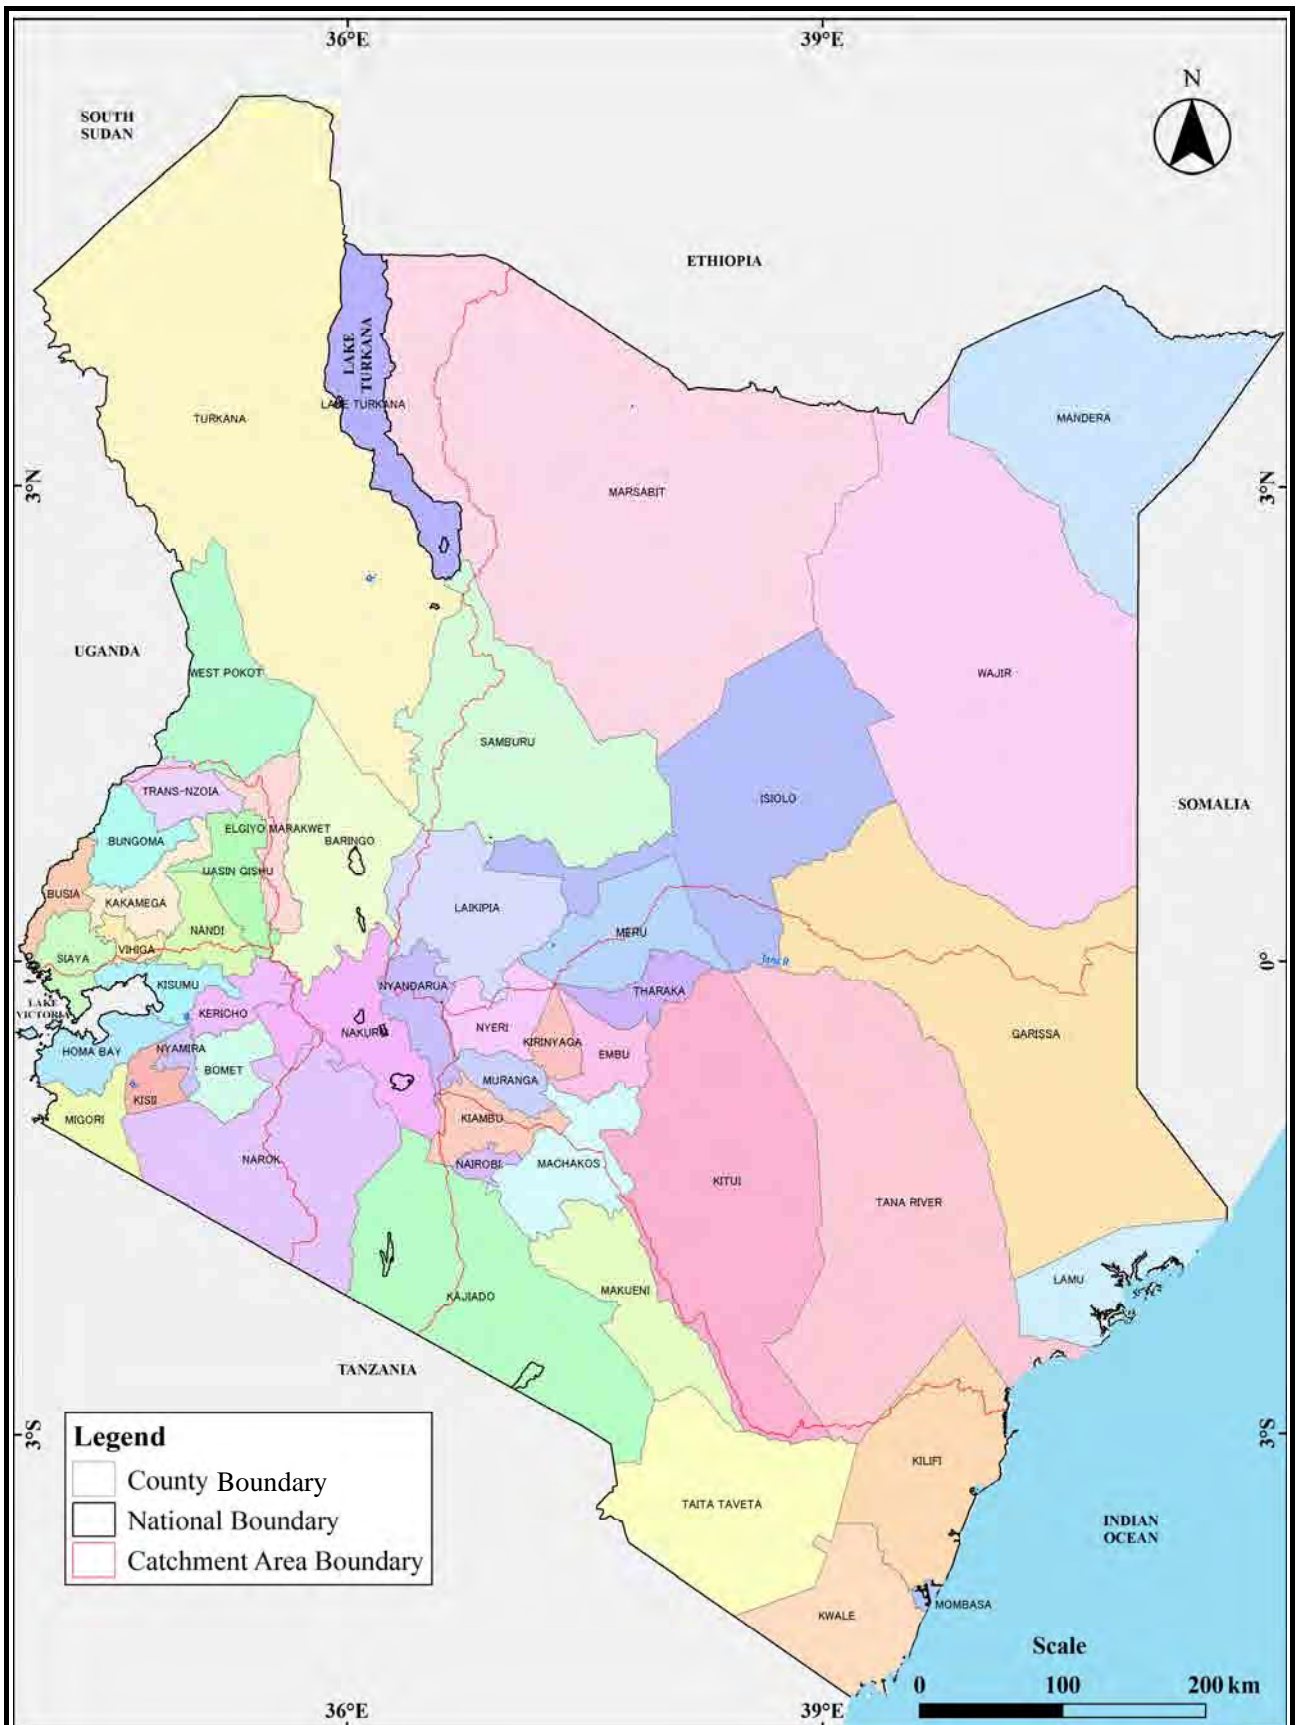 36°E
39°E
SOUTH
SUDAN
N
ETHIOPIA
LAKE
TURKANA
LAKE TURKANA
TURKANA
MANDERA
3°N
3°N
MARSABIT
UGANDA
WEST POKOT
WAJIR
SAMBURU
TRANS-NZOIA
ISIOLO
SOMALIA
ELGIYO MARAKWET
BUNGOMA
BARINGO
UASIN GISHU
BUSIA
KAKAMEGA
LAIKIPIA
NANDI
MERU
VIHIGA
SIAYA
Tana R
0°
KISUMU
NYANDARUA
THARAKA
LAKE
VICTORIA
KERICHO
NYERI
NAKURU
GARISSA
KIRINYAGA
HOMA BAY
NYAMIRA
EMBU
BOMET
MURANGA
KISII
MIGORI
KIAMBU
NAROK
NAIROBI
MACHAKOS
KITUI
TANA RIVER
LAMU
MAKUENI
KAJIADO
TANZANIA
3°S
3°S
Legend
County Boundary
National Boundary
Catchment Area Boundary
KILIFI
TAITA TAVETA
INDIAN
OCEAN
MOMBASA
KWALE
Scale
0 100 200 km
36°E
39°E